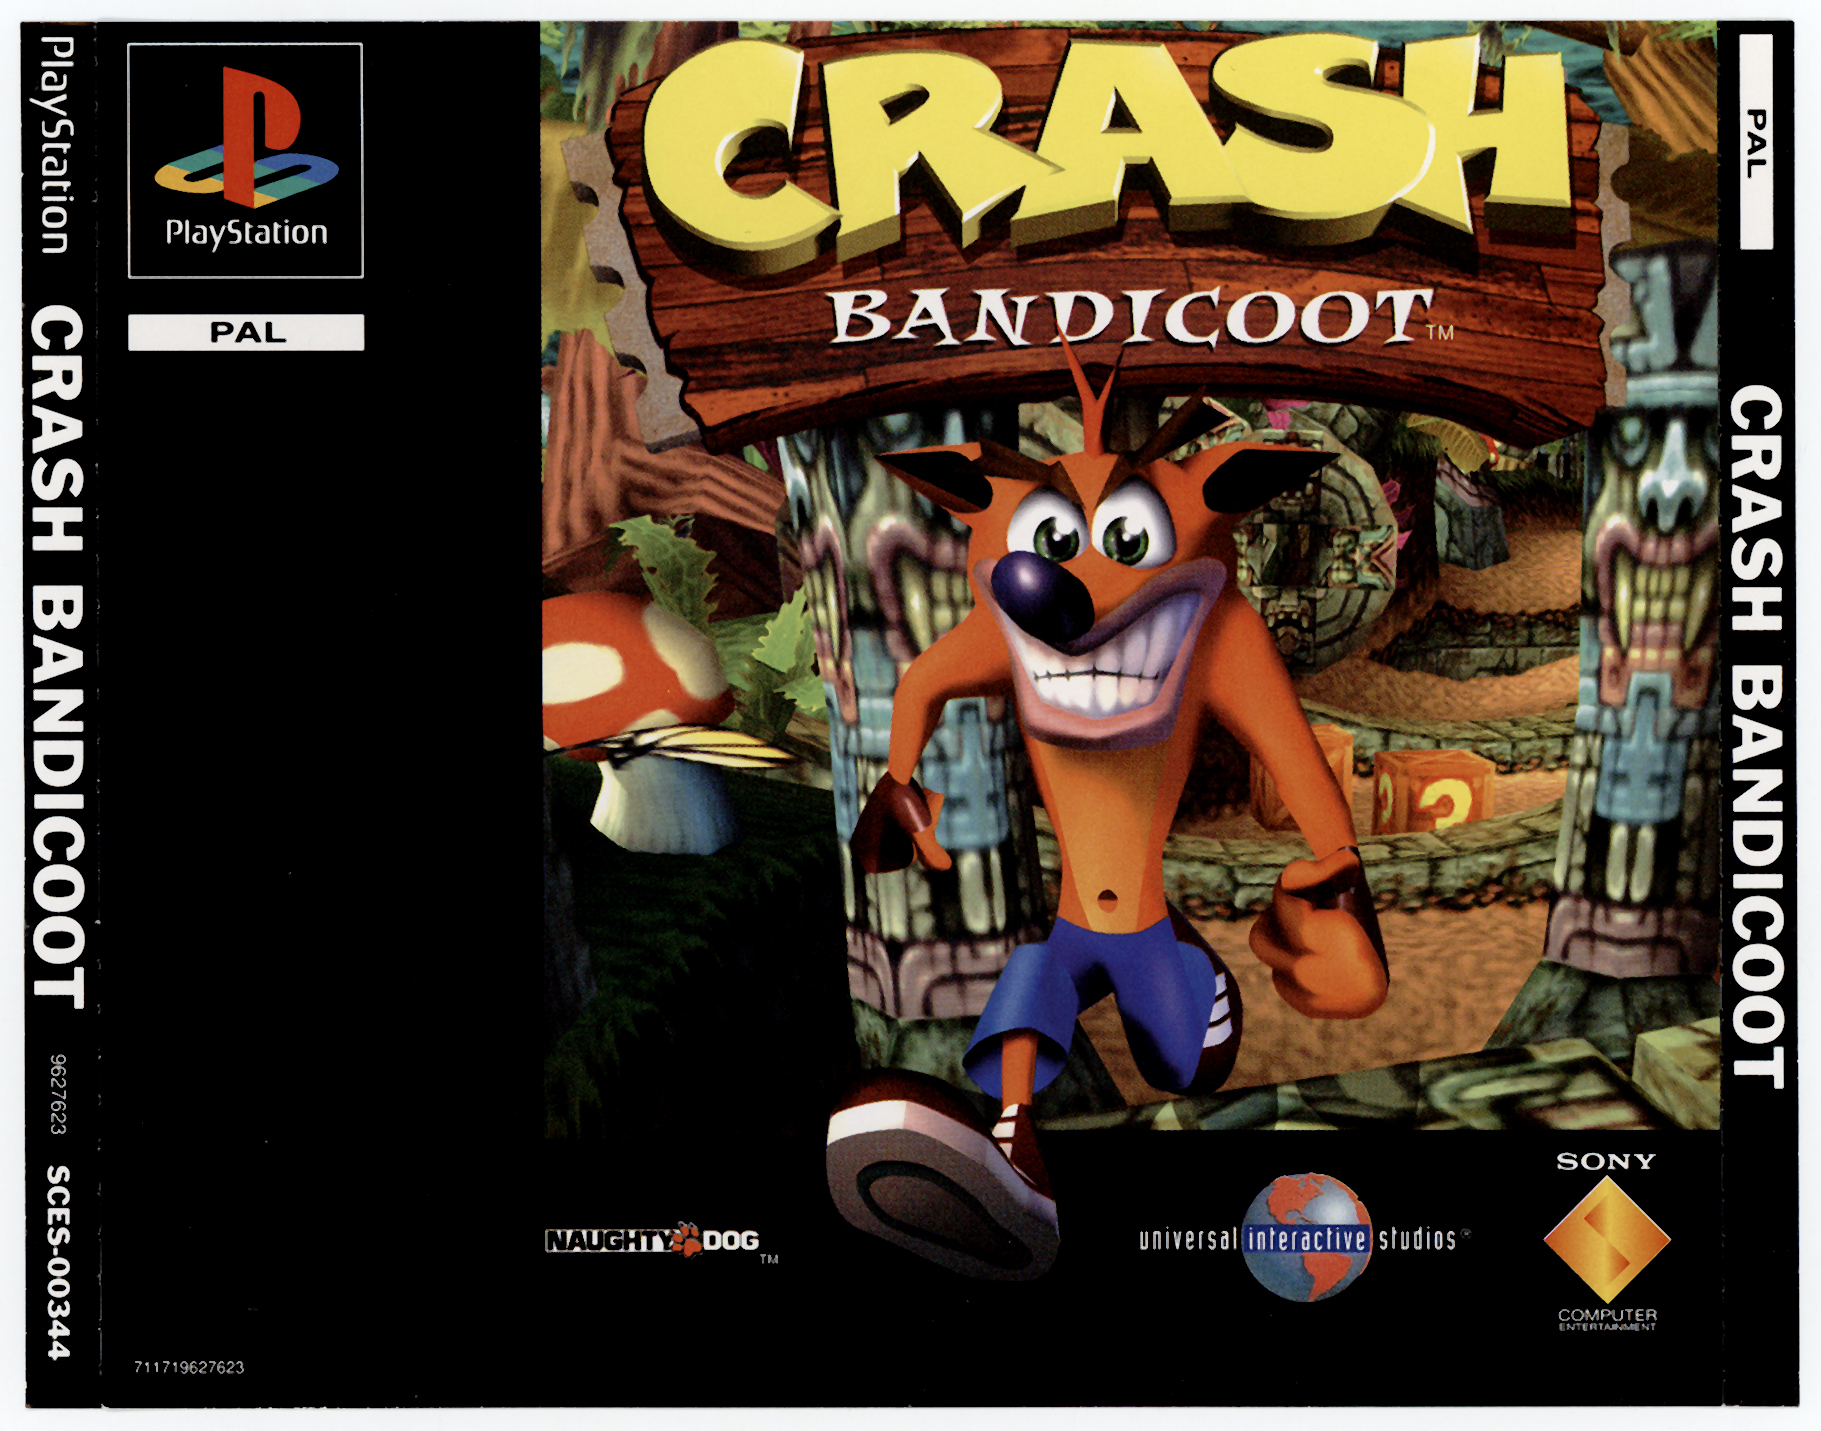 PlayStation CRASH BANDICOOT 9627623 SCES-00344
PlayStation
PAL
711719627623
CRASH
BANDICOOT™
?
NAUGHTY DOG™
universal interactive studios®
SONY
COMPUTER
ENTERTAINMENT
PAL CRASH BANDICOOT